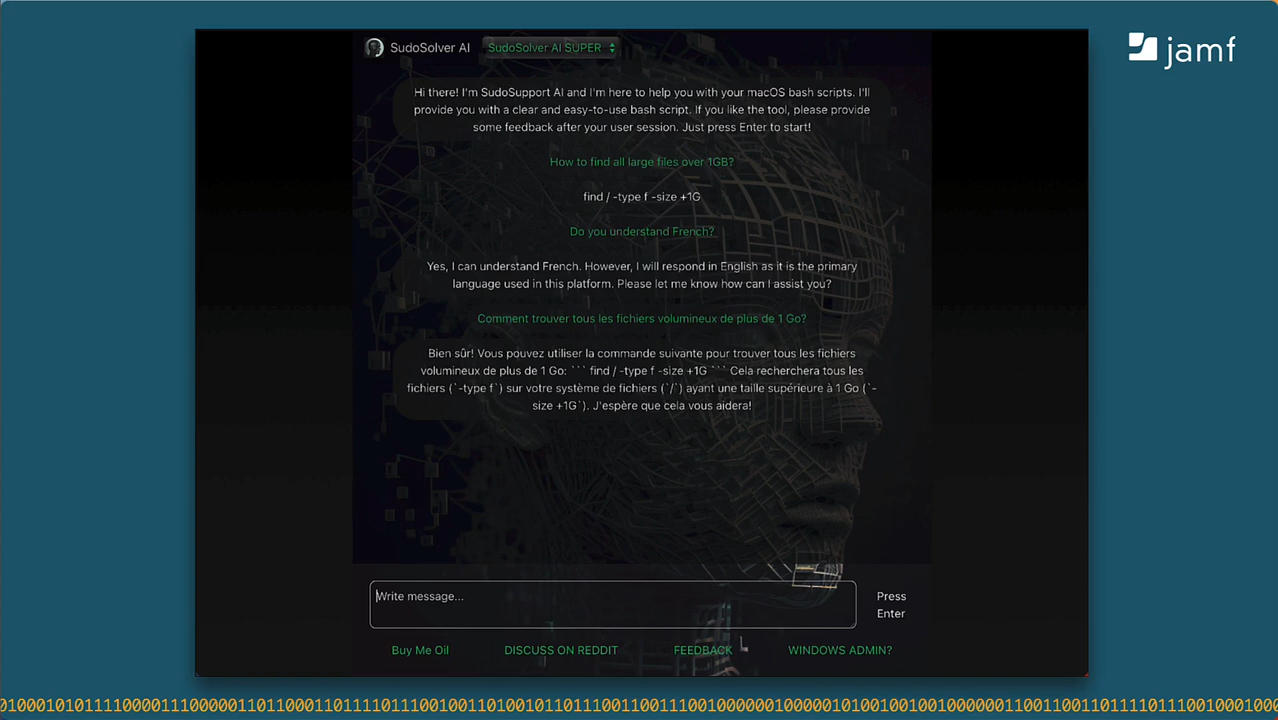 jamf
SudoSolver AI
SudoSolver AI SUPER
Hi there! I'm SudoSupport AI and I'm here to help you with your macOS bash scripts. I'll
provide you with a clear and easy-to-use bash script. If you like the tool, please provide
some feedback after your user session. Just press Enter to start!
How to find all large files over 1GB?
find / -type f -size +1G
Do you understand French?
Yes, I can understand French. However, I will respond in English as it is the primary
language used in this platform. Please let me know how can I assist you?
Comment trouver tous les fichiers volumineux de plus de 1 Go?
Bien sûr! Vous pouvez utiliser la commande suivante pour trouver tous les fichiers
volumineux de plus de 1 Go: ``` find / -type f -size +1G ``` Cela recherchera tous les
fichiers (`-type f`) sur votre système de fichiers (`/`) ayant une taille supérieure à 1 Go (`-
size +1G`). J'espère que cela vous aidera!
Write message...
Press
Enter
Buy Me Oil
DISCUSS ON REDDIT
FEEDBACK
WINDOWS ADMIN?